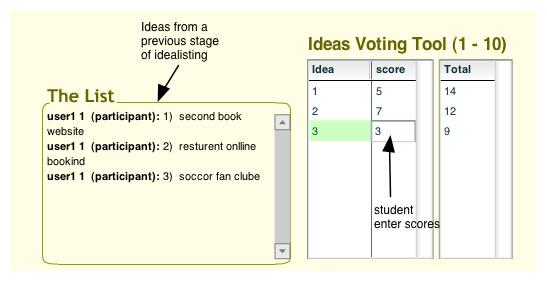 Ideas from a
previous stage
of idealisting
Ideas Voting Tool (1 - 10)
The List
user1 1 (participant): 1) second book
website
user1 1 (participant): 2) resturent onlline
bookind
user1 1 (participant): 3) soccor fan clube
Idea score Total
1 5 14
2 7 12
3 3 9
student
enter scores